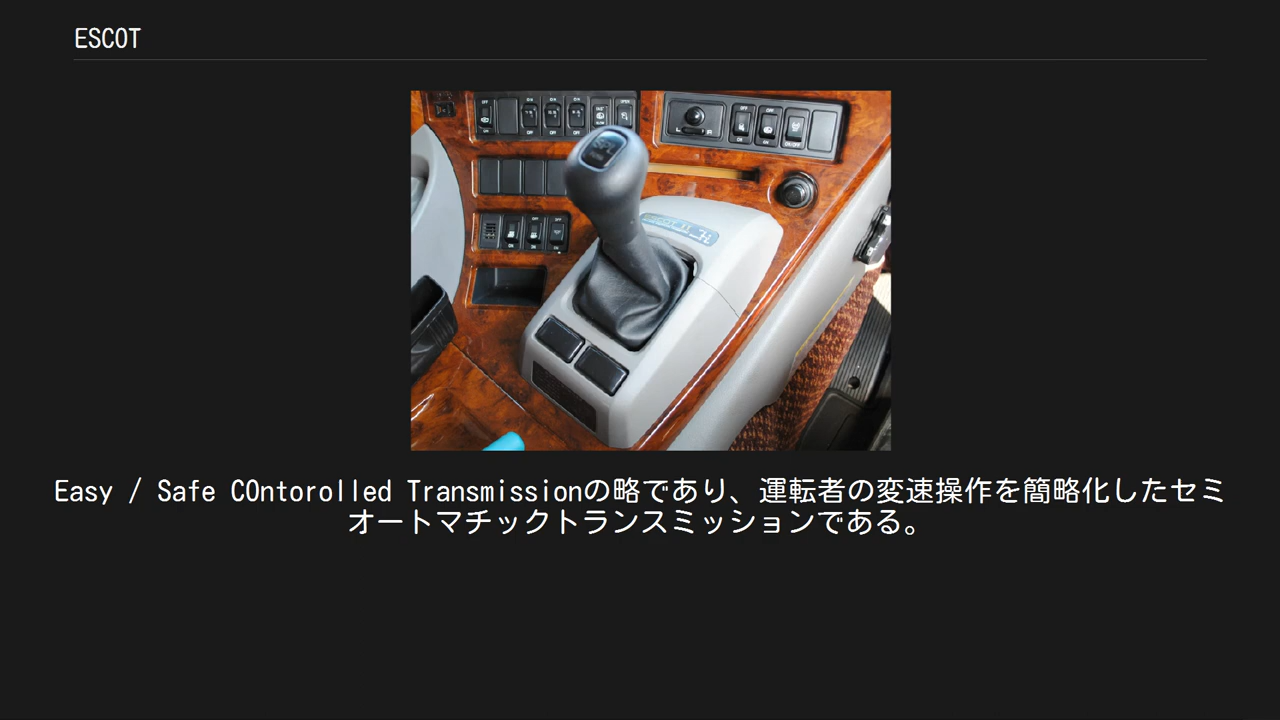 ESCOT
Easy / Safe COntorolled Transmissionの略であり、運転者の変速操作を簡略化したセミ
オートマチックトランスミッションである。